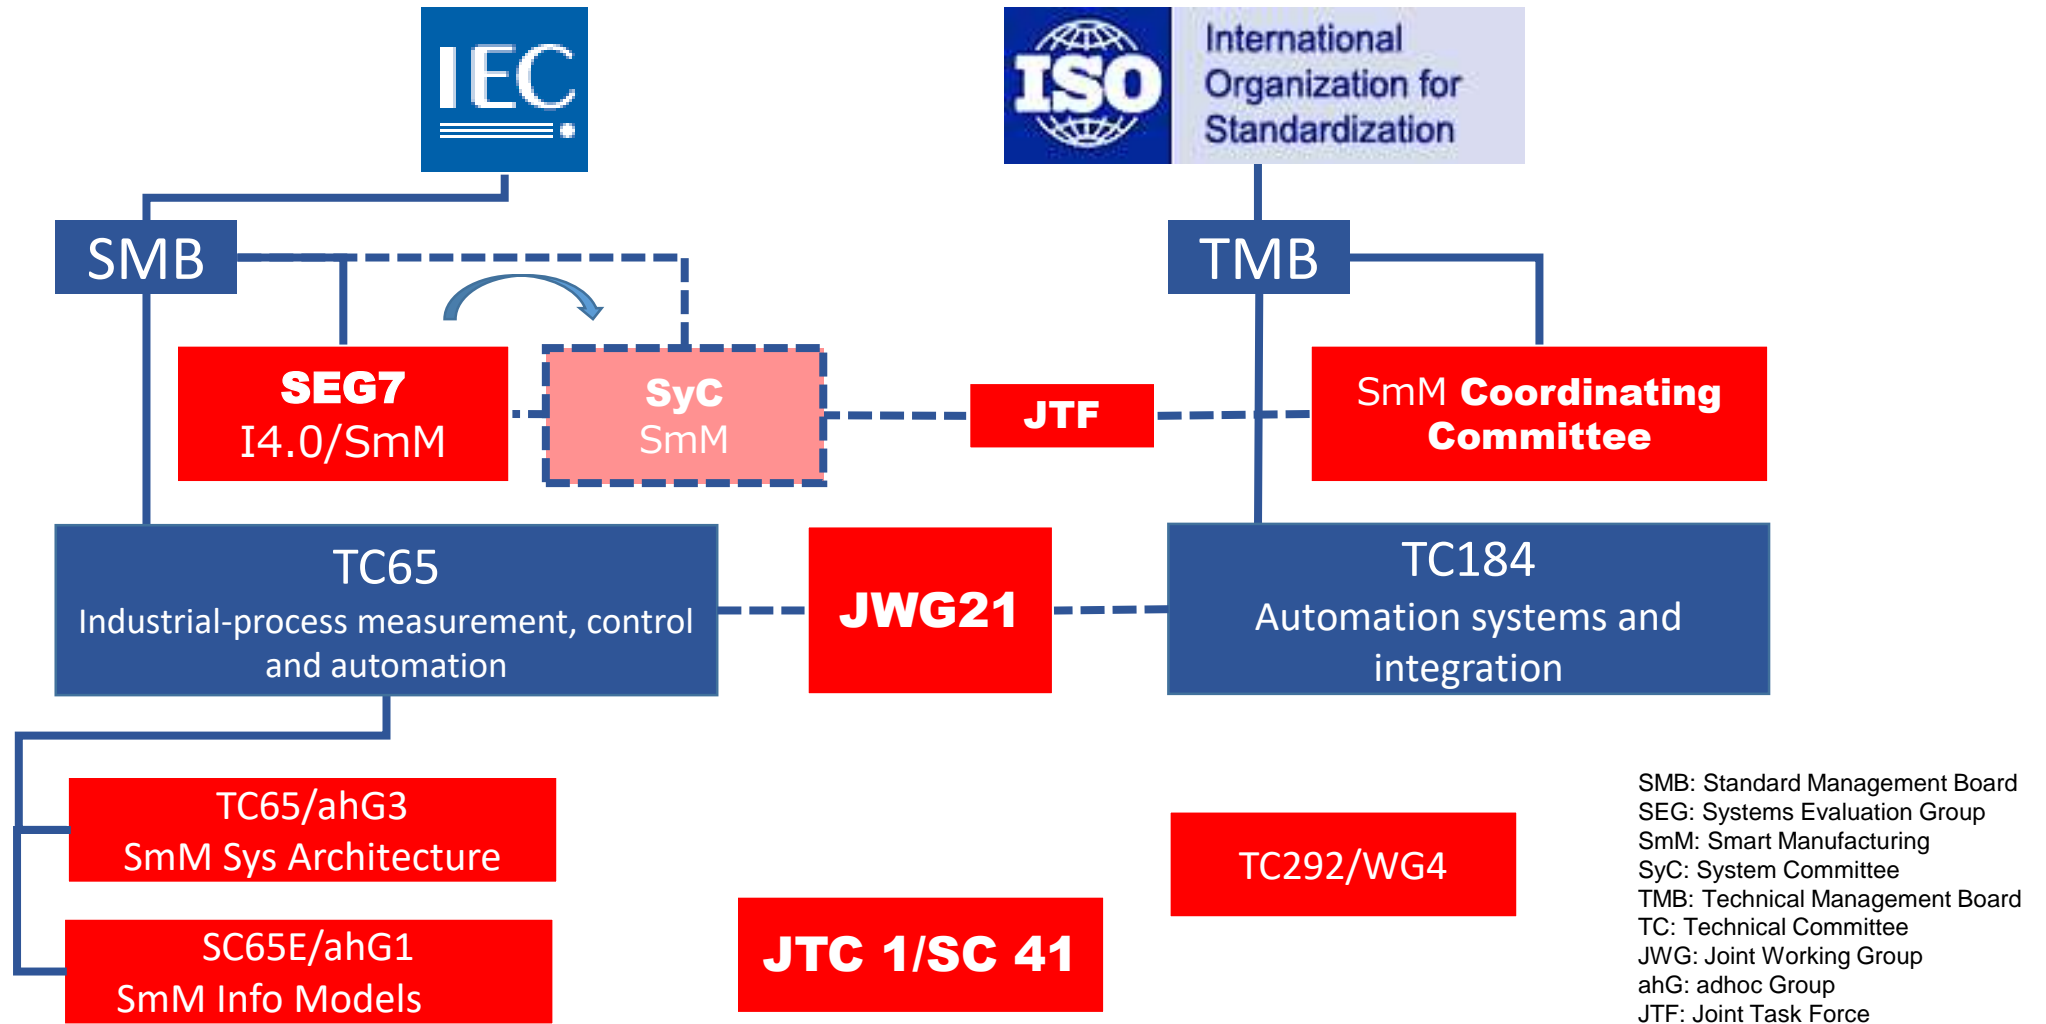 IEC
ISO
International
Organization for
Standardization
SMB
TMB
SEG7
I4.0/SmM
SyC
SmM
JTF
SmM Coordinating
Committee
TC65
Industrial-process measurement, control
and automation
JWG21
TC184
Automation systems and
integration
TC65/ahG3
SmM Sys Architecture
SC65E/ahG1
SmM Info Models
JTC 1/SC 41
TC292/WG4
SMB: Standard Management Board
SEG: Systems Evaluation Group
SmM: Smart Manufacturing
SyC: System Committee
TMB: Technical Management Board
TC: Technical Committee
JWG: Joint Working Group
ahG: adhoc Group
JTF: Joint Task Force